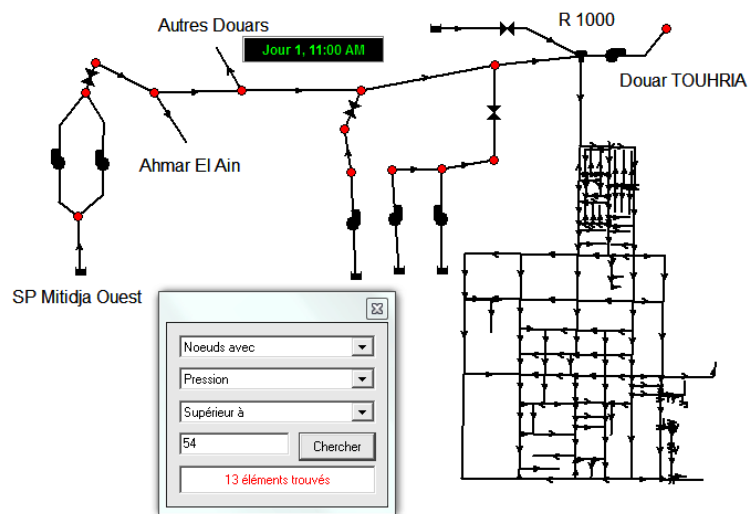 Autres Douars
R 1000
Jour 1, 11:00 AM
Douar TOUHRIA
Ahmar El Ain
SP Mitidja Ouest
Noeuds avec
Pression
Supérieur à
54
Chercher
13 éléments trouvés